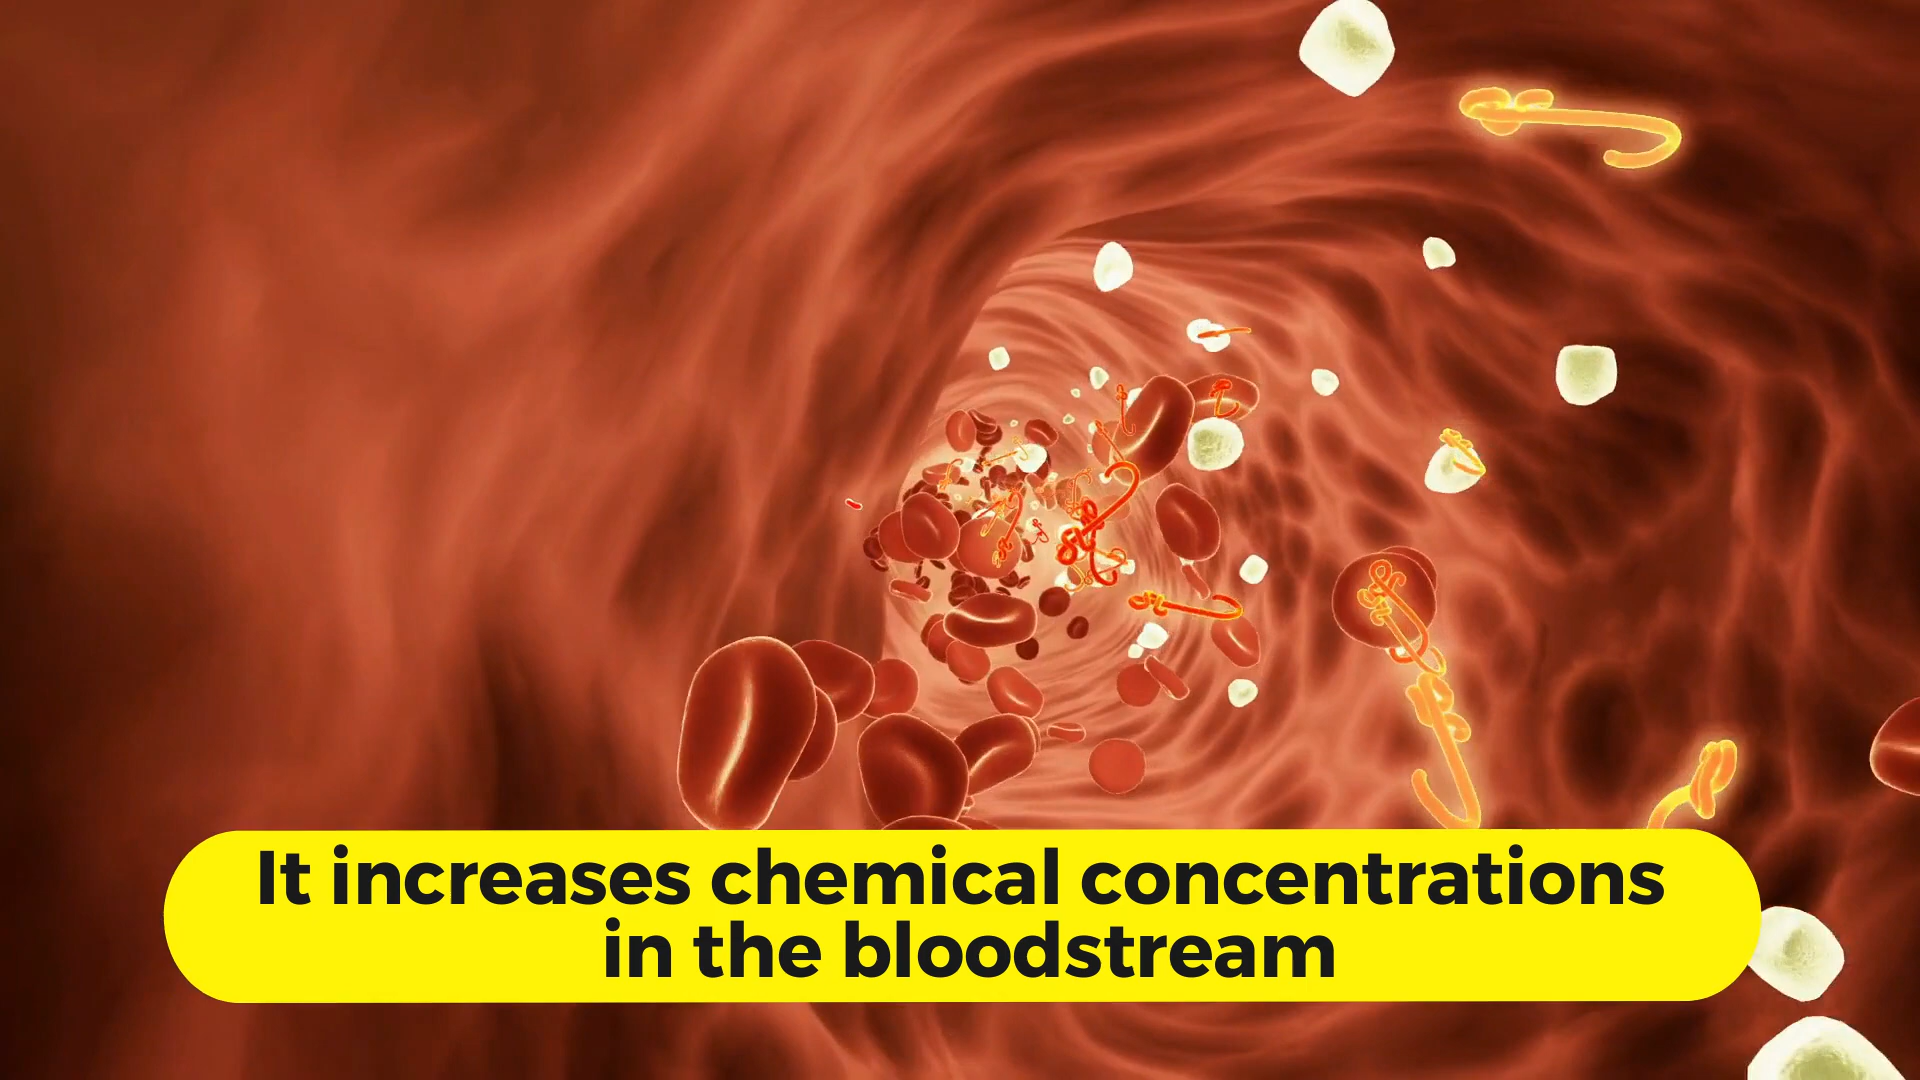 It increases chemical concentrations
in the bloodstream